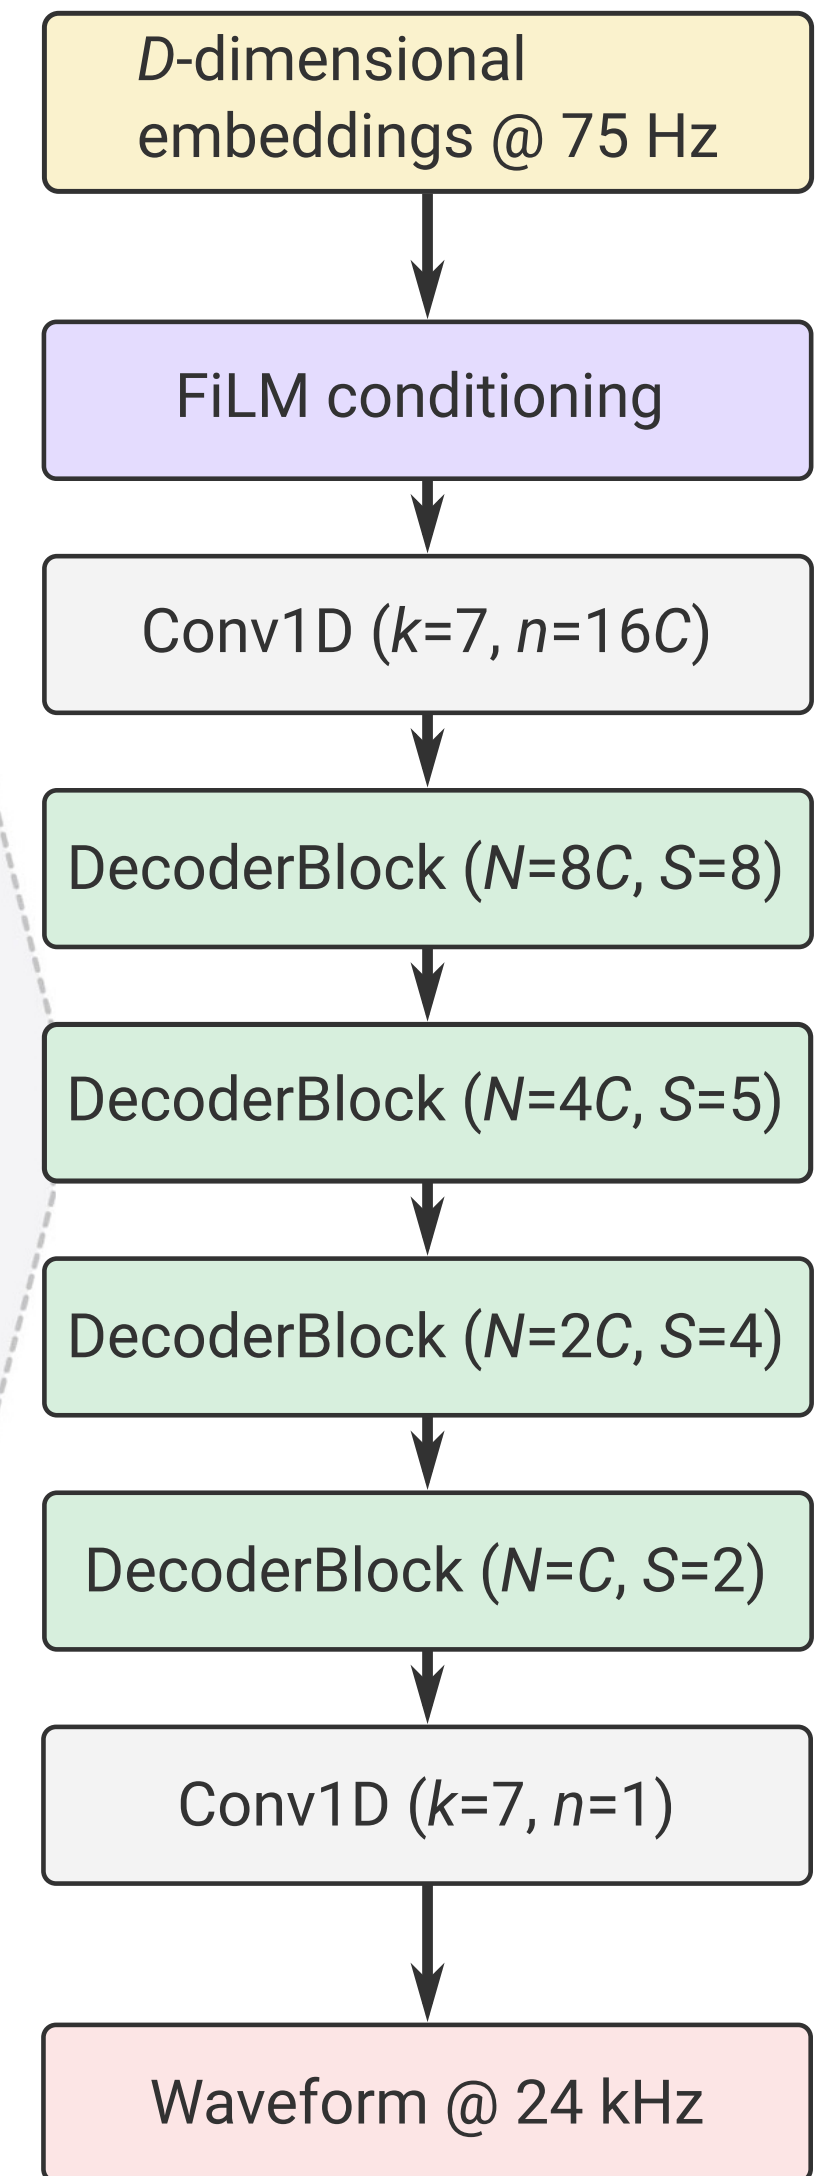 D-dimensional
embeddings @ 75 Hz
FiLM conditioning
Conv1D (k=7, n=16C)
DecoderBlock (N=8C, S=8)
DecoderBlock (N=4C, S=5)
DecoderBlock (N=2C, S=4)
DecoderBlock (N=C, S=2)
Conv1D (k=7, n=1)
Waveform @ 24 kHz